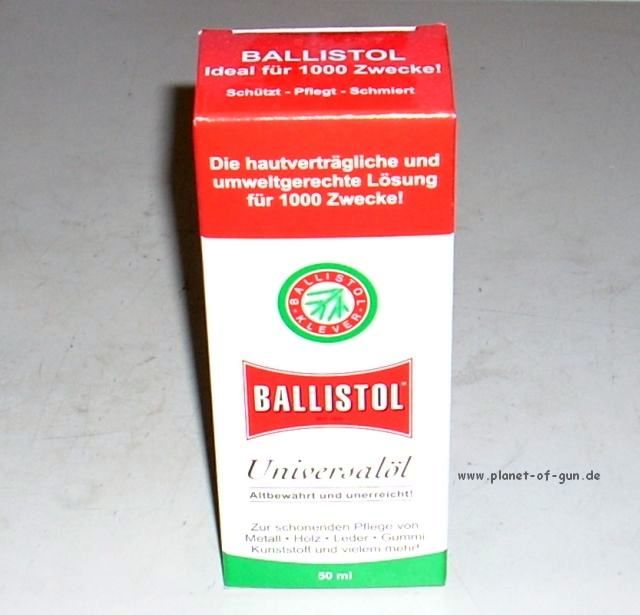 BALLISTOL
Ideal für 1000 Zwecke!
Schützt - Pflegt - Schmiert
Die hautverträgliche und
umweltgerechte Lösung
für 1000 Zwecke!
BALLISTOL
KLEVER
BALLISTOL
Universalöl
Altbewährt und unerreicht!
www.planet-of-gun.de
Zur schonenden Pflege von
Metall · Holz · Leder · Gummi
Kunststoff und vielem mehr!
50 ml